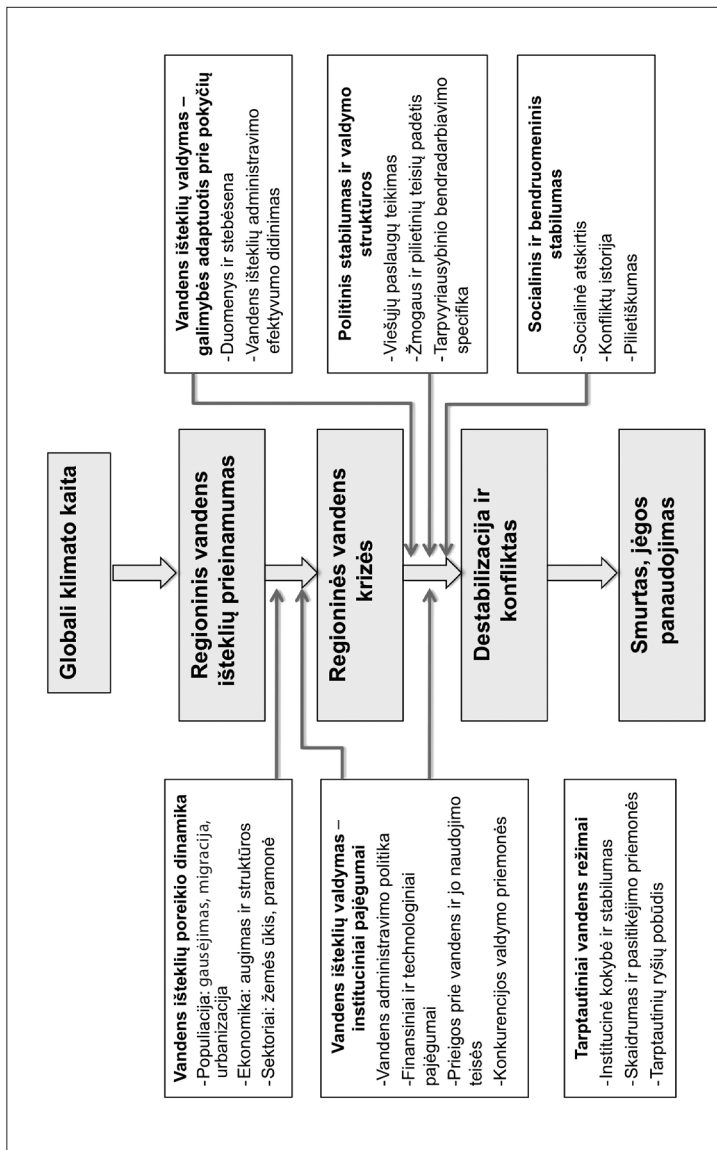 Globali klimato kaita
Regioninis vandens
išteklių prieinamumas
Regioninės vandens
krizės
Destabilizacija ir
konfliktas
Smurtas, jėgos
panaudojimas
Vandens išteklių poreikio dinamika
-Populiacija: gausėjimas, migracija,
urbanizacija
-Ekonomika: augimas ir struktūros
-Sektoriai: žemės ūkis, pramonė
Vandens išteklių valdymas –
instituciniai pajėgumai
-Vandens administravimo politika
-Finansiniai ir technologiniai
pajėgumai
-Prieigos prie vandens ir jo naudojimo
teisės
-Konkurencijos valdymo priemonės
Tarptautiniai vandens režimai
-Institucinė kokybė ir stabilumas
-Skaidrumas ir pasitikėjimo priemonės
-Tarptautinių ryšių pobūdis
Vandens išteklių valdymas –
galimybės adaptuotis prie pokyčių
-Duomenys ir stebėsena
-Vandens išteklių administravimo
efektyvumo didinimas
Politinis stabilumas ir valdymo
struktūros
-Viešųjų paslaugų teikimas
-Žmogaus ir pilietinių teisių padėtis
-Tarpvyriausybinio bendradarbiavimo
specifika
Socialinis ir bendruomeninis
stabilumas
-Socialinė atskirtis
-Konfliktų istorija
-Pilietiškumas